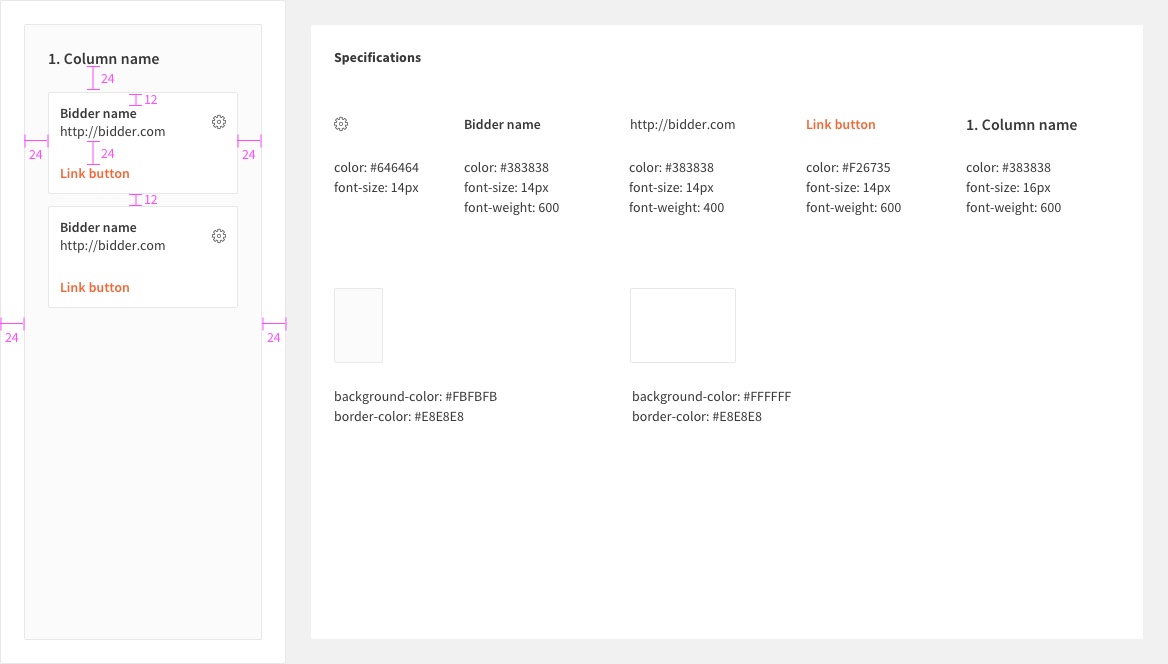 1. Column name
24
12
Bidder name
http://bidder.com
24
24
24
Link button
12
Bidder name
http://bidder.com
Link button
24
24
Specifications
Bidder name
http://bidder.com
Link button
1. Column name
color: #646464
font-size: 14px
color: #383838
font-size: 14px
font-weight: 600
color: #383838
font-size: 14px
font-weight: 400
color: #F26735
font-size: 14px
font-weight: 600
color: #383838
font-size: 16px
font-weight: 600
background-color: #FBFBFB
border-color: #E8E8E8
background-color: #FFFFFF
border-color: #E8E8E8